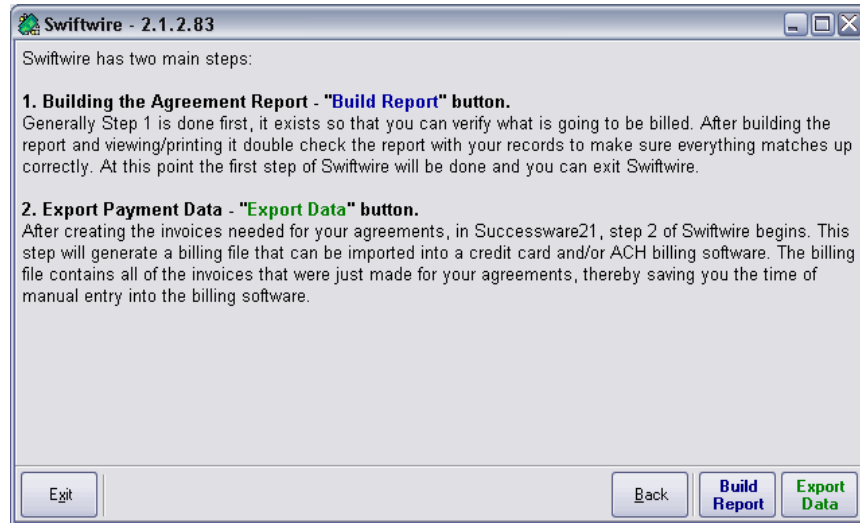 Swiftwire - 2.1.2.83
Swiftwire has two main steps:
1. Building the Agreement Report - "Build Report" button.
Generally Step 1 is done first, it exists so that you can verify what is going to be billed. After building the
report and viewing/printing it double check the report with your records to make sure everything matches up
correctly. At this point the first step of Swiftwire will be done and you can exit Swiftwire.
2. Export Payment Data - "Export Data" button.
After creating the invoices needed for your agreements, in Successware21, step 2 of Swiftwire begins. This
step will generate a billing file that can be imported into a credit card and/or ACH billing software. The billing
file contains all of the invoices that were just made for your agreements, thereby saving you the time of
manual entry into the billing software.
Exit
Back
Build
Report
Export
Data